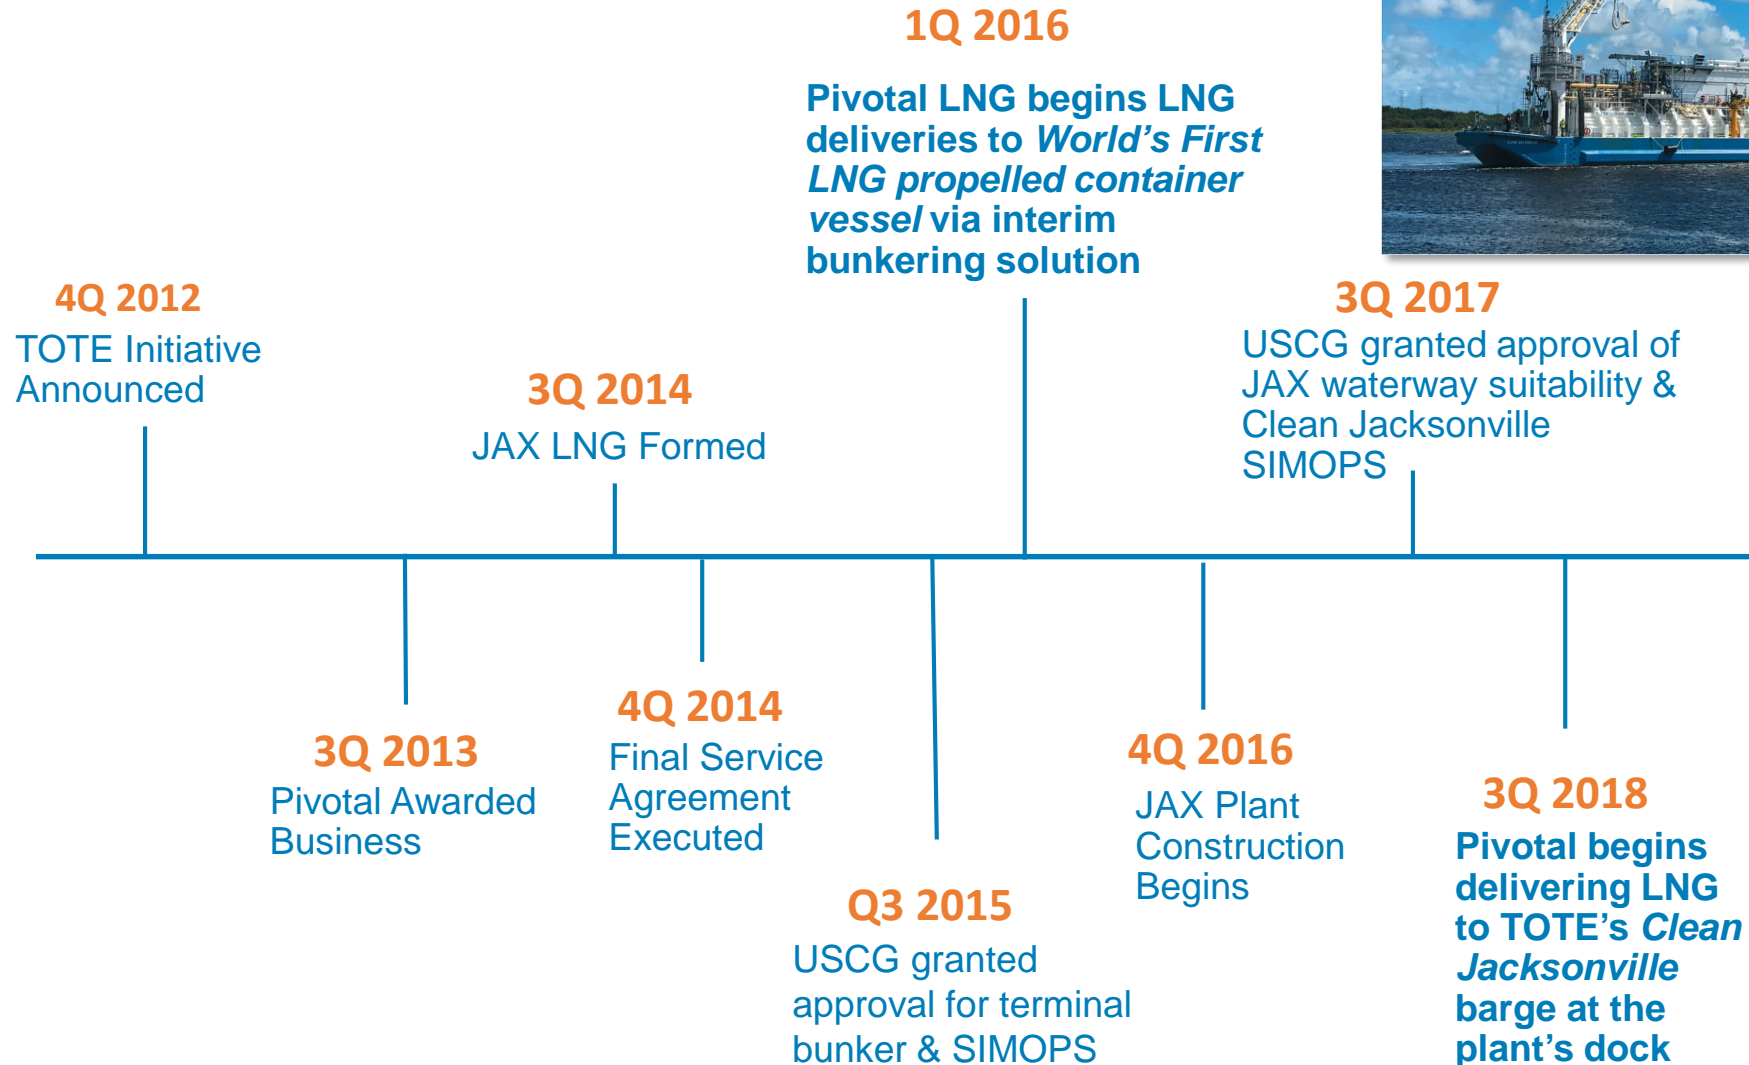 1Q 2016
Pivotal LNG begins LNG
deliveries to World's First
LNG propelled container
vessel via interim
bunkering solution
4Q 2012
TOTE Initiative
Announced
3Q 2014
JAX LNG Formed
3Q 2017
USCG granted approval of
JAX waterway suitability &
Clean Jacksonville
SIMOPS
3Q 2013
Pivotal Awarded
Business
4Q 2014
Final Service
Agreement
Executed
Q3 2015
USCG granted
approval for terminal
bunker & SIMOPS
4Q 2016
JAX Plant
Construction
Begins
3Q 2018
Pivotal begins
delivering LNG
to TOTE’s Clean
Jacksonville
barge at the
plant’s dock